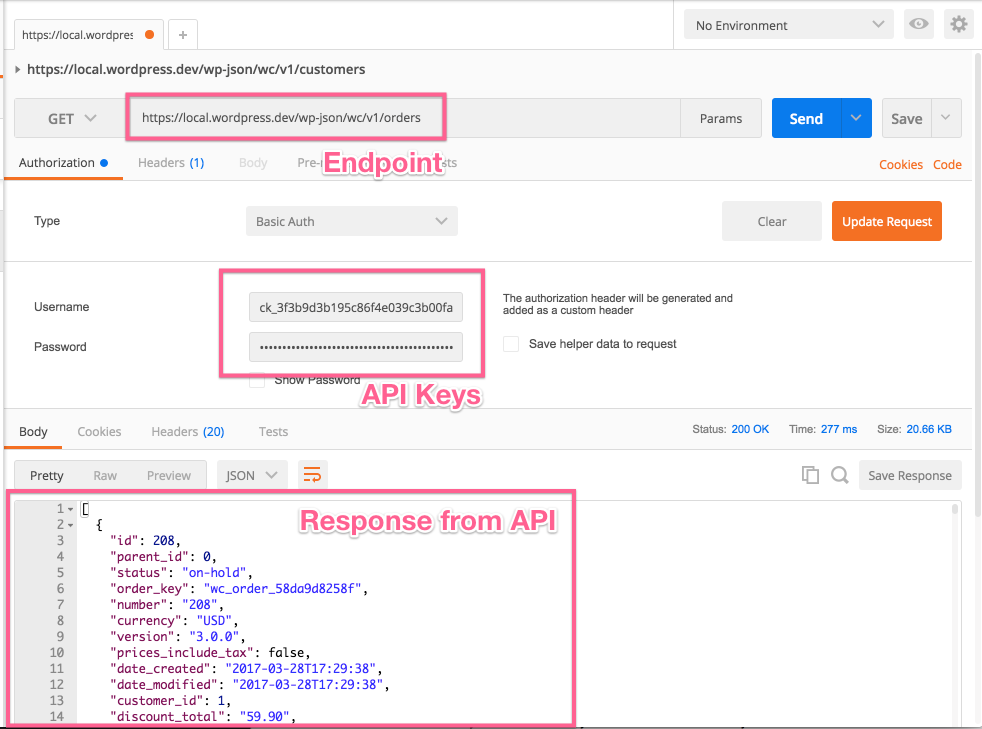 https://local.wordpres
+
No Environment
https://local.wordpress.dev/wp-json/wc/v1/customers
GET
https://local.wordpress.dev/wp-json/wc/v1/orders
Params
Send
Save
Authorization
Headers (1)
Body
Endpoint
Cookies
Code
Type
Basic Auth
Clear
Update Request
Username
ck_3f3b9d3b195c86f4e039c3b00fa
The authorization header will be generated and
added as a custom header
Password
••••••••••••••••••••••••••••••••••••••••••••
Save helper data to request
Show Password
API Keys
Body
Cookies
Headers (20)
Tests
Status: 200 OK
Time: 277 ms
Size: 20.66 KB
Pretty
Raw
Preview
JSON
Save Response
Response from API
1 [
2 {
3 "id": 208,
4 "parent_id": 0,
5 "status": "on-hold",
6 "order_key": "wc_order_58da9d8258f",
7 "number": "208",
8 "currency": "USD",
9 "version": "3.0.0",
10 "prices_include_tax": false,
11 "date_created": "2017-03-28T17:29:38",
12 "date_modified": "2017-03-28T17:29:38",
13 "customer_id": 1,
14 "discount_total": "59.90",